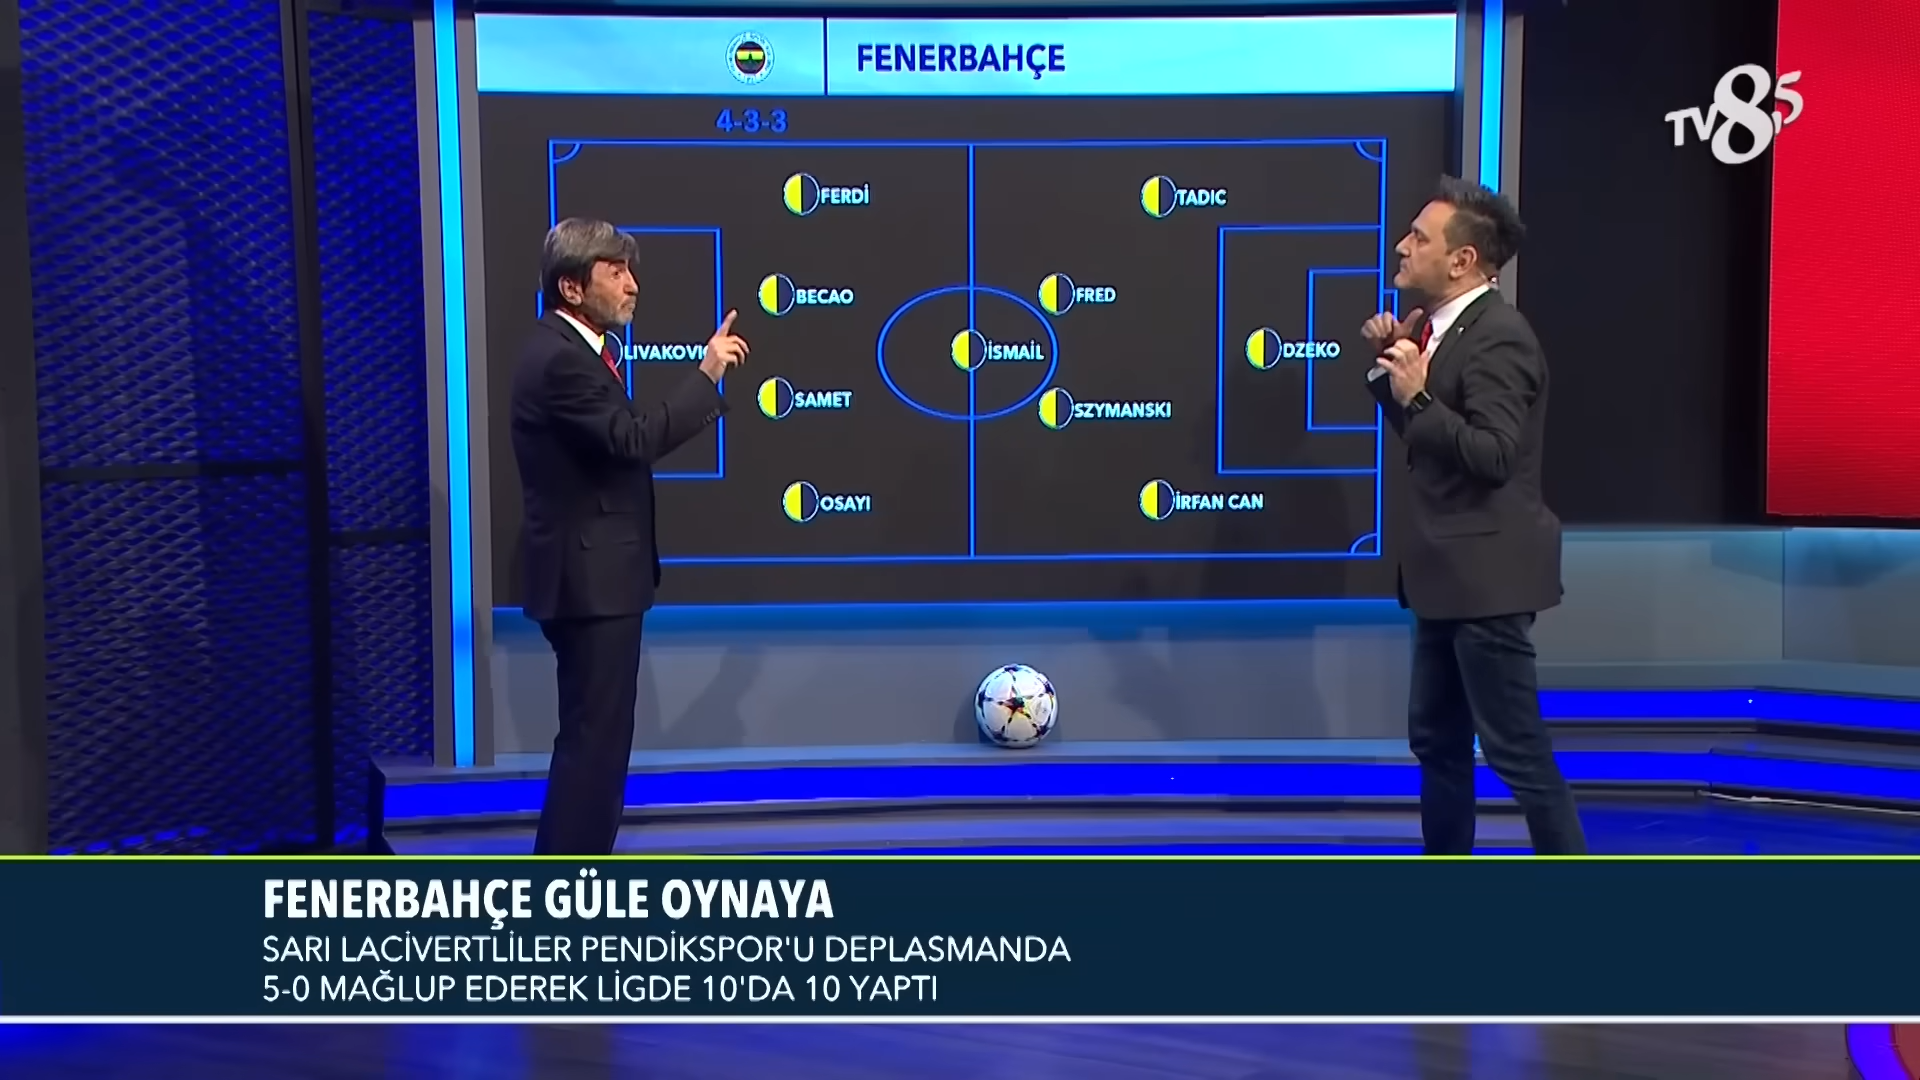 FENERBAHÇE
TV8,5
4-3-3
FERDİ
TADIC
BECAO
FRED
LIVAKOVIC
İSMAİL
DZEKO
SAMET
SZYMANSKI
OSAYI
İRFAN CAN
FENERBAHÇE GÜLE OYNAYA
SARI LACİVERTLİLER PENDİKSPOR'U DEPLASMANDA
5-0 MAĞLUP EDEREK LİGDE 10'DA 10 YAPTI